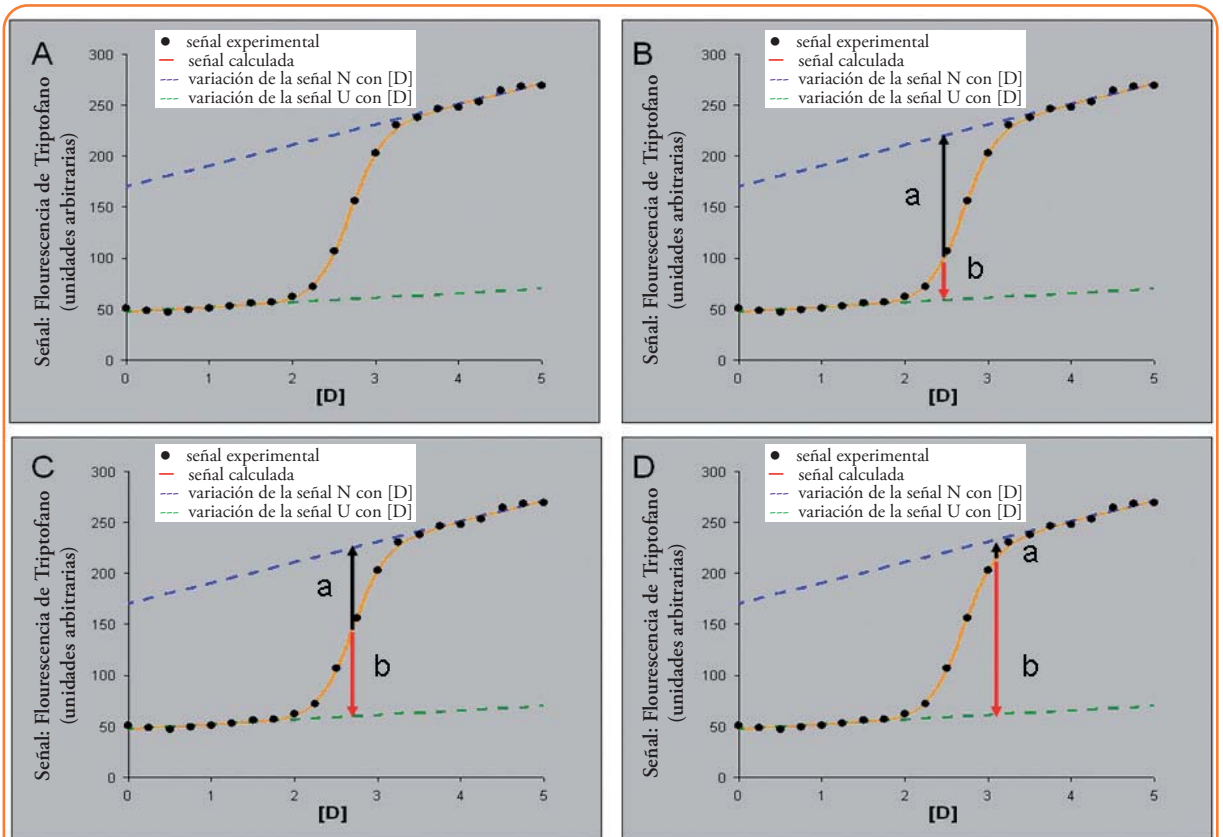 A
● señal experimental
— señal calculada
--- variación de la señal N con [D]
--- variación de la señal U con [D]
Señal: Flourescencia de Triptofano
(unidades arbitrarias)
300
250
200
150
100
50
0
0 1 2 3 4 5
[D]
B
● señal experimental
— señal calculada
--- variación de la señal N con [D]
--- variación de la señal U con [D]
Señal: Flourescencia de Triptofano
(unidades arbitrarias)
300
250
200
150
100
50
0
a
b
0 1 2 3 4 5
[D]
C
● señal experimental
— señal calculada
--- variación de la señal N con [D]
--- variación de la señal U con [D]
Señal: Flourescencia de Triptofano
(unidades arbitrarias)
300
250
200
150
100
50
0
a
b
0 1 2 3 4 5
[D]
D
● señal experimental
— señal calculada
--- variación de la señal N con [D]
--- variación de la señal U con [D]
Señal: Flourescencia de Triptofano
(unidades arbitrarias)
300
250
200
150
100
50
0
a
b
0 1 2 3 4 5
[D]